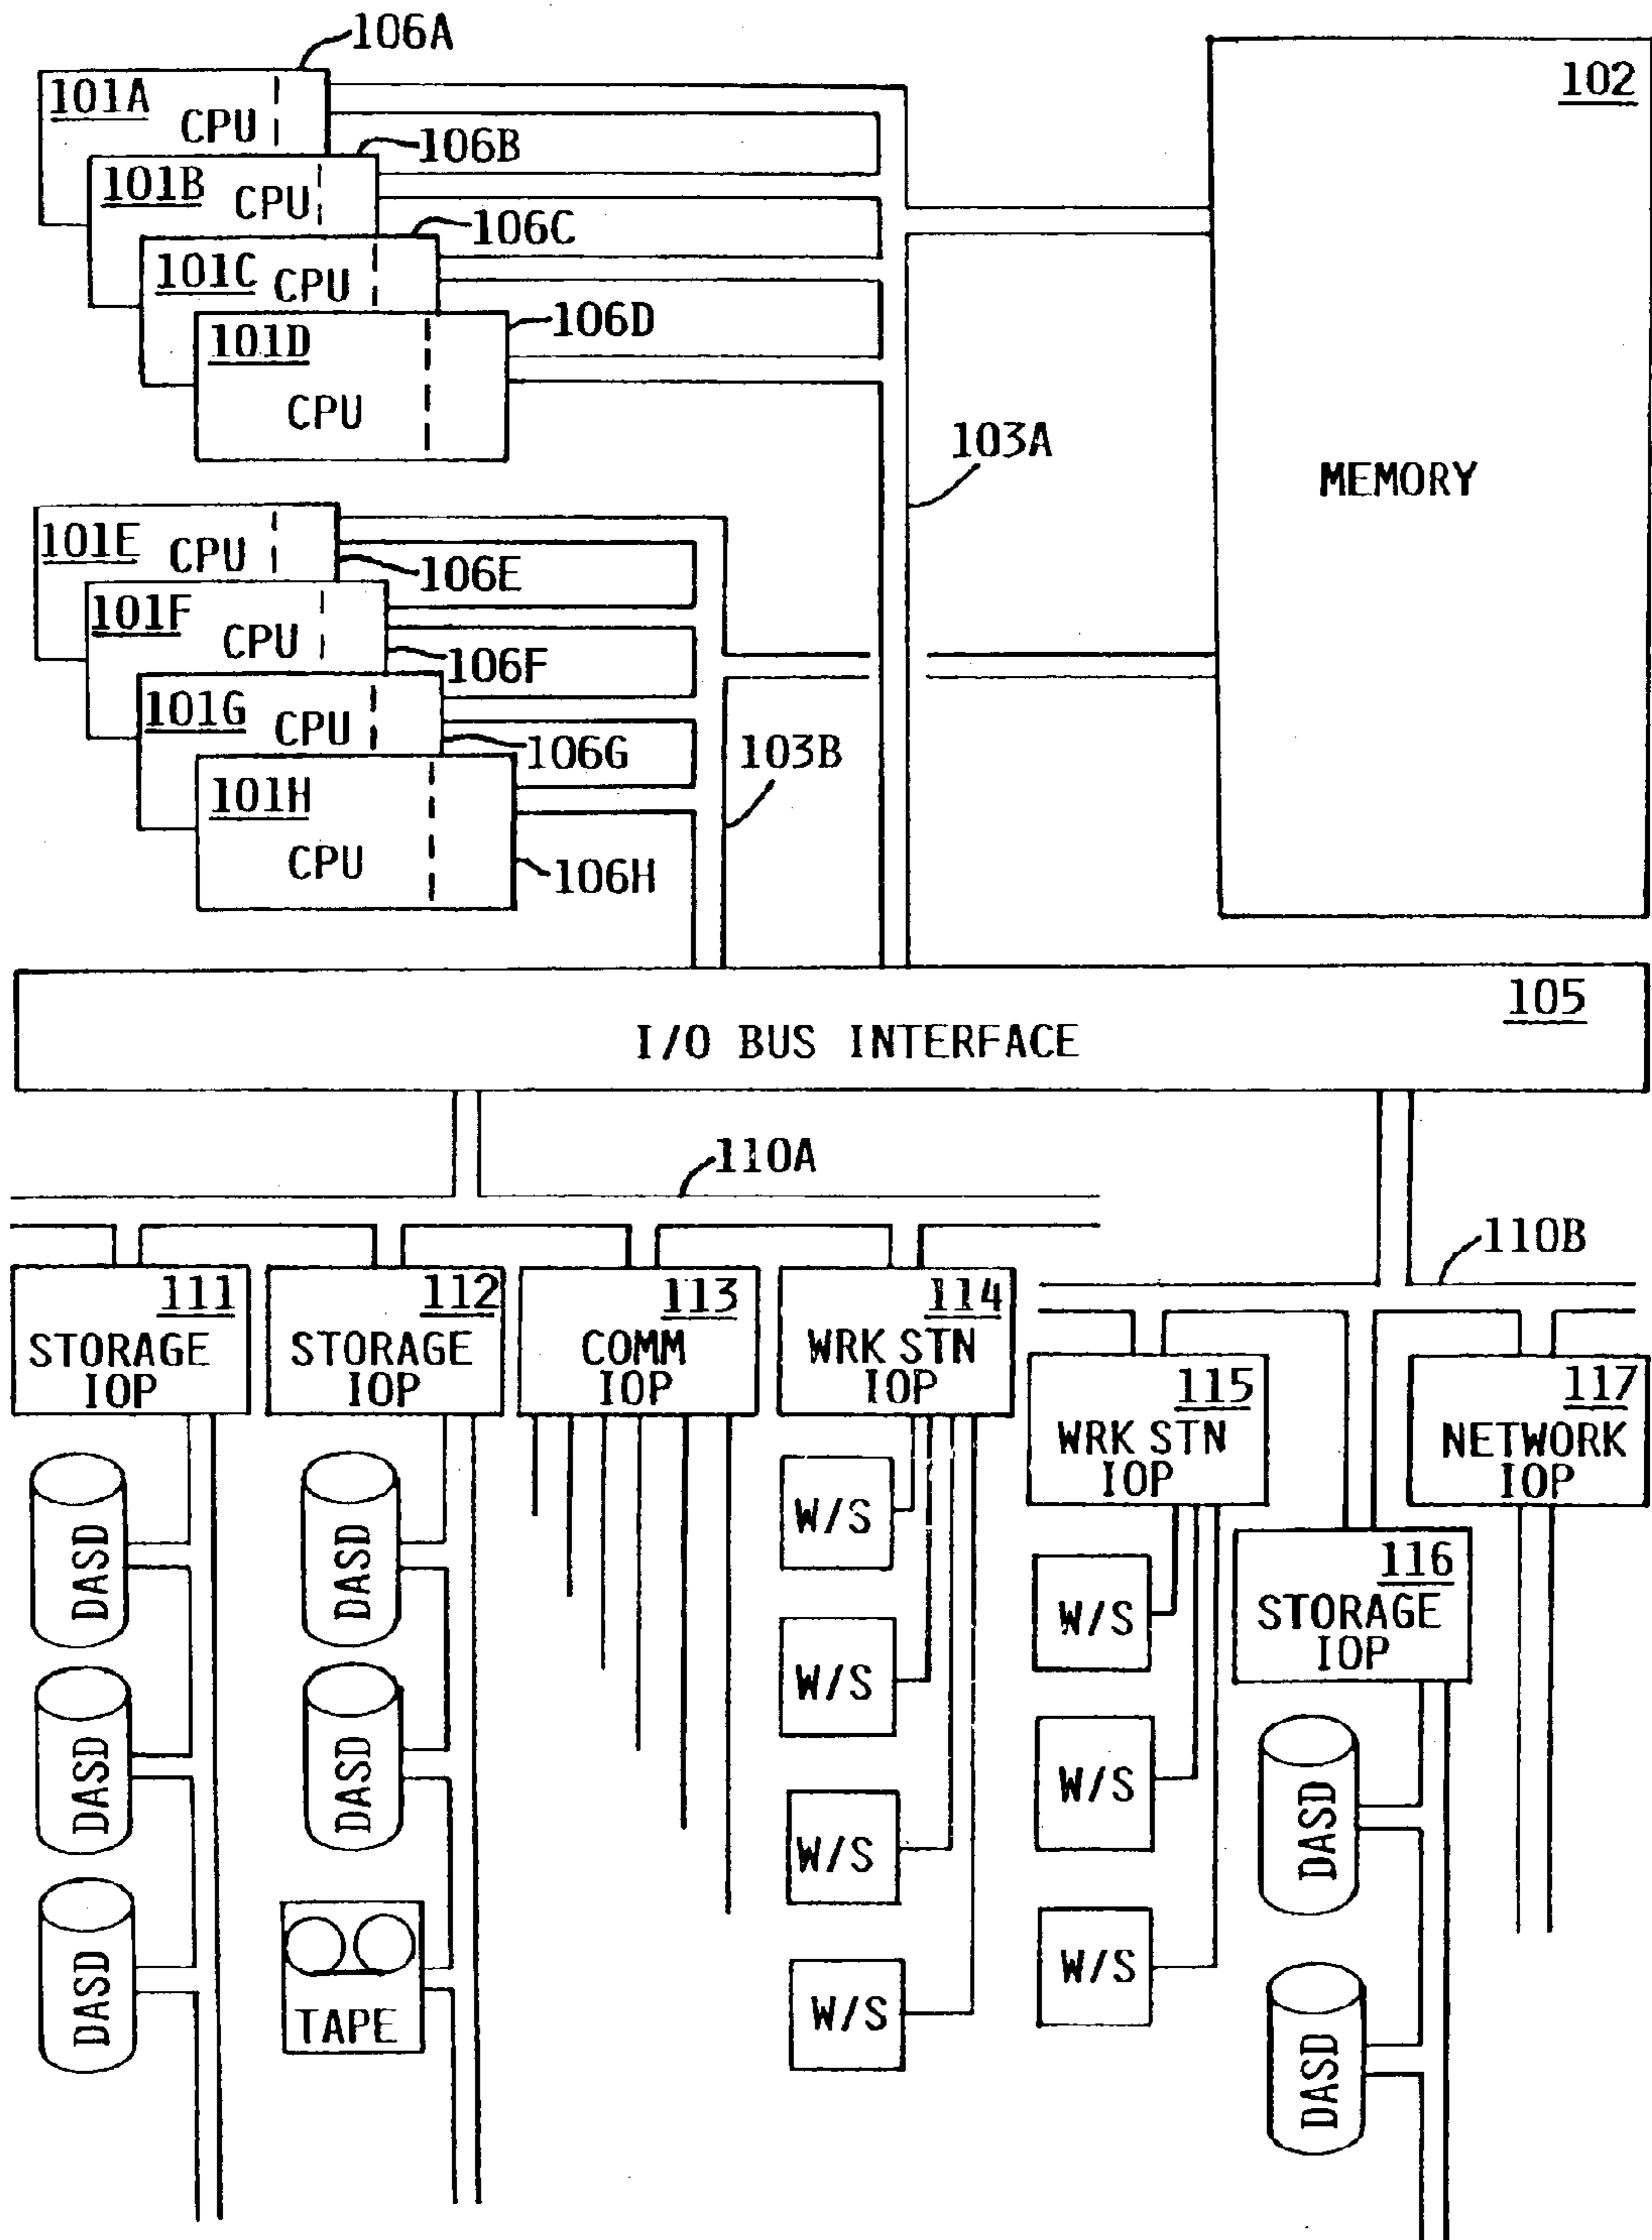 106A
102
101A
CPU
106B
101B
CPU
106C
101C
CPU
106D
101D
CPU
103A
MEMORY
101E
CPU
106E
101F
CPU
106F
101G
CPU
106G
103B
101H
CPU
106H
105
I/O BUS INTERFACE
110A
110B
111
STORAGE
IOP
112
STORAGE
IOP
113
COMM
IOP
114
WRK STN
IOP
115
WRK STN
IOP
117
NETWORK
IOP
116
STORAGE
IOP
DASD
DASD
DASD
DASD
DASD
TAPE
W/S
W/S
W/S
W/S
W/S
W/S
W/S
DASD
DASD